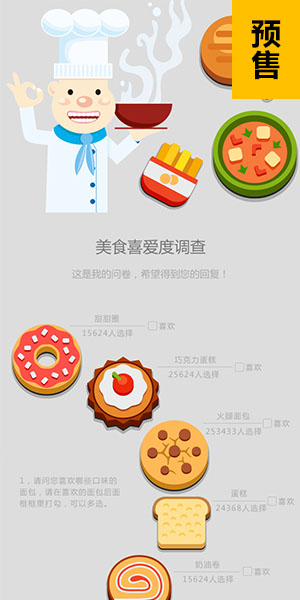 预
售
美食喜爱度调查
这是我的问卷，希望得到您的回复！
甜甜圈
15624人选择
喜欢
巧克力蛋糕
25624人选择
喜欢
火腿面包
253433人选择
喜欢
1，请问您喜欢哪些口味的
面包，请在喜欢的面包后面
框框里打勾，可以多选。
蛋糕
24368人选择
喜欢
奶油卷
15624人选择
喜欢